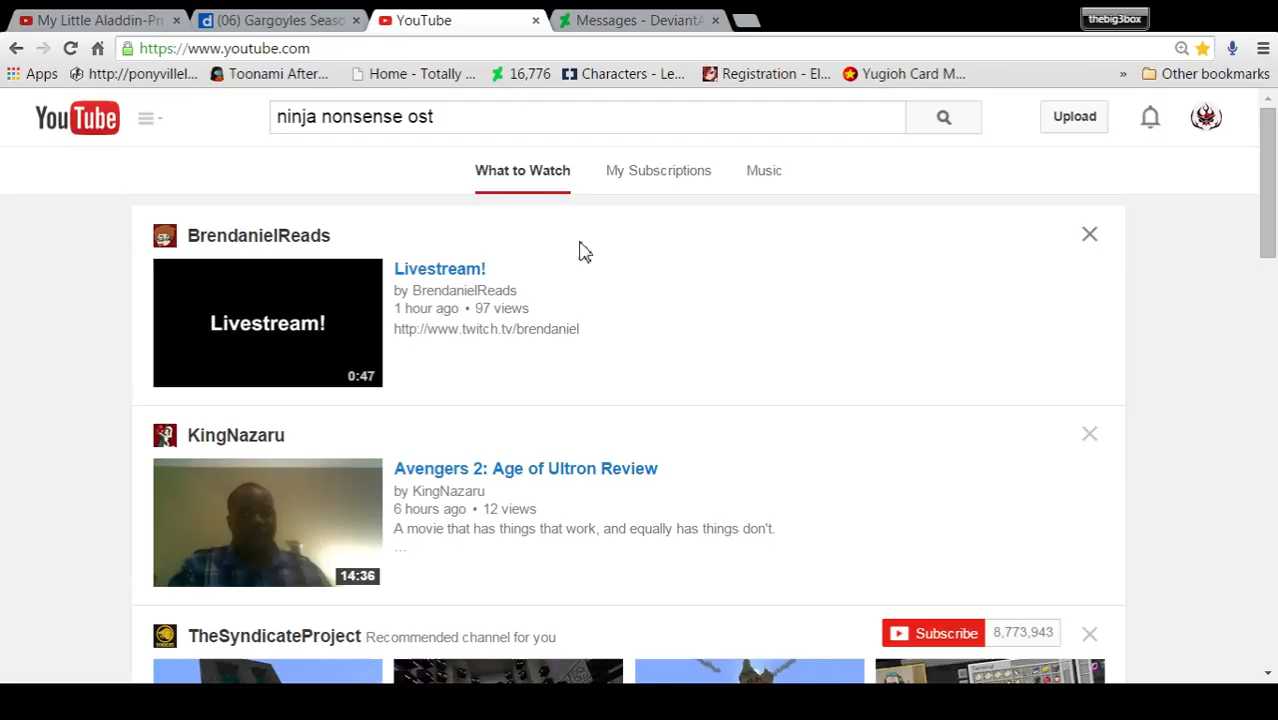 My Little Aladdin-Pr
(06) Gargoyles Seaso
YouTube
Messages - DeviantA
thebig3box
https://www.youtube.com
Apps
http://ponyvillel...
Toonami After...
Home - Totally ...
16,776
Characters - Le...
Registration - El...
Yugioh Card M...
»
Other bookmarks
YouTube
ninja nonsense ost
Upload
What to Watch
My Subscriptions
Music
BrendanielReads
Livestream!
Livestream!
by BrendanielReads
1 hour ago • 97 views
http://www.twitch.tv/brendaniel
0:47
KingNazaru
Avengers 2: Age of Ultron Review
by KingNazaru
6 hours ago • 12 views
A movie that has things that work, and equally has things don't.
...
14:36
TheSyndicateProject Recommended channel for you
Subscribe 8,773,943